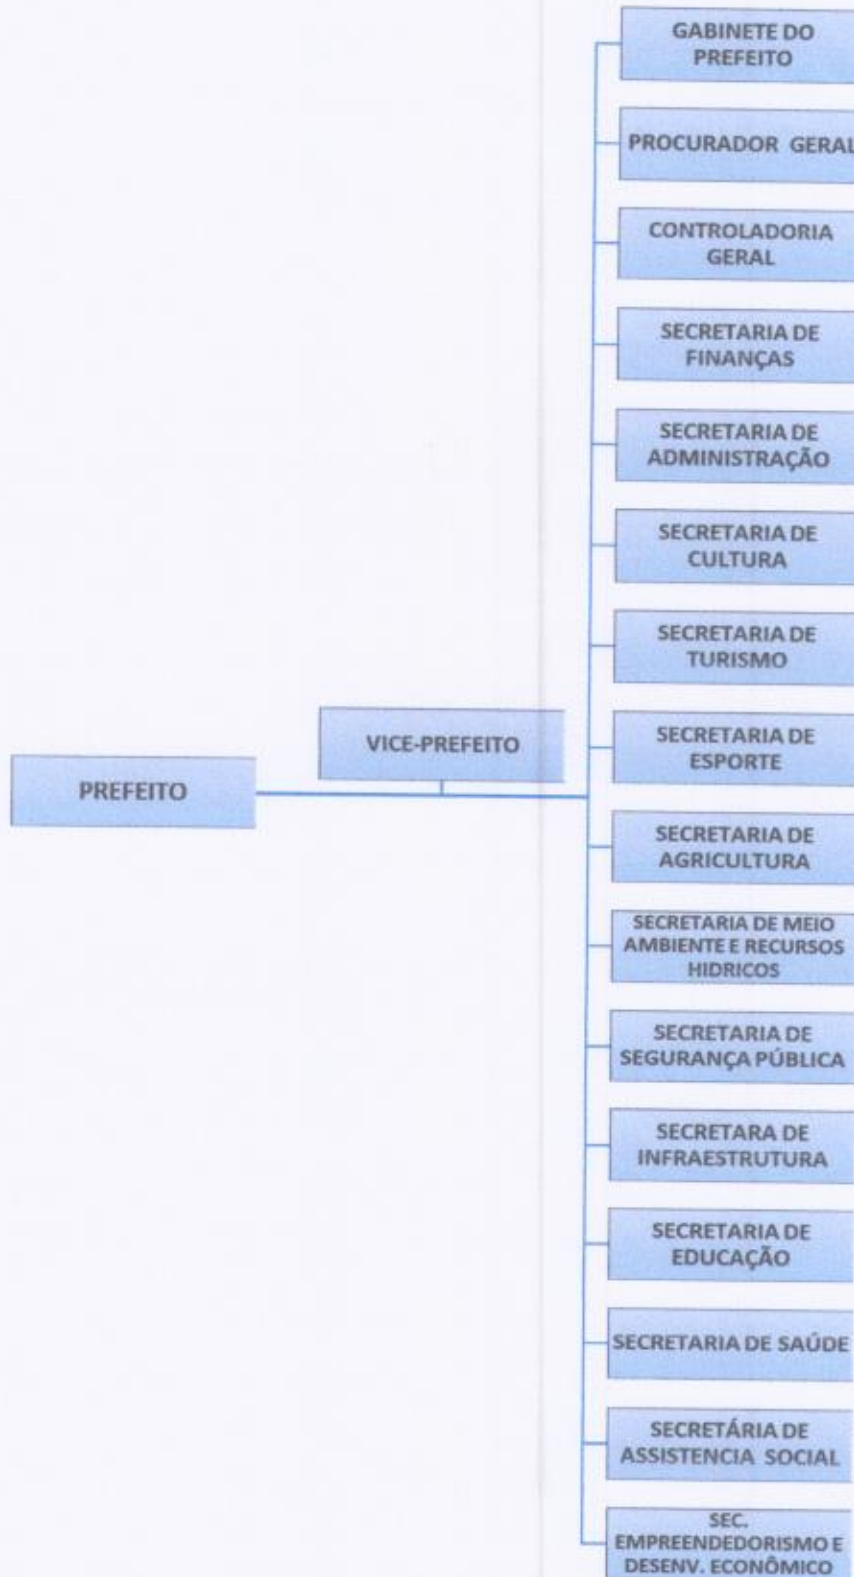 GABINETE DO
PREFEITO
PROCURADOR GERAL
CONTROLADORIA
GERAL
SECRETARIA DE
FINANÇAS
SECRETARIA DE
ADMINISTRAÇÃO
SECRETARIA DE
CULTURA
SECRETARIA DE
TURISMO
VICE-PREFEITO
SECRETARIA DE
ESPORTE
PREFEITO
SECRETARIA DE
AGRICULTURA
SECRETARIA DE MEIO
AMBIENTE E RECURSOS
HIDRICOS
SECRETARIA DE
SEGURANÇA PÚBLICA
SECRETARA DE
INFRAESTRUTURA
SECRETARIA DE
EDUCAÇÃO
SECRETARIA DE SAÚDE
SECRETÁRIA DE
ASSISTENCIA SOCIAL
SEC.
EMPREENDEDORISMO E
DESENV. ECONÔMICO